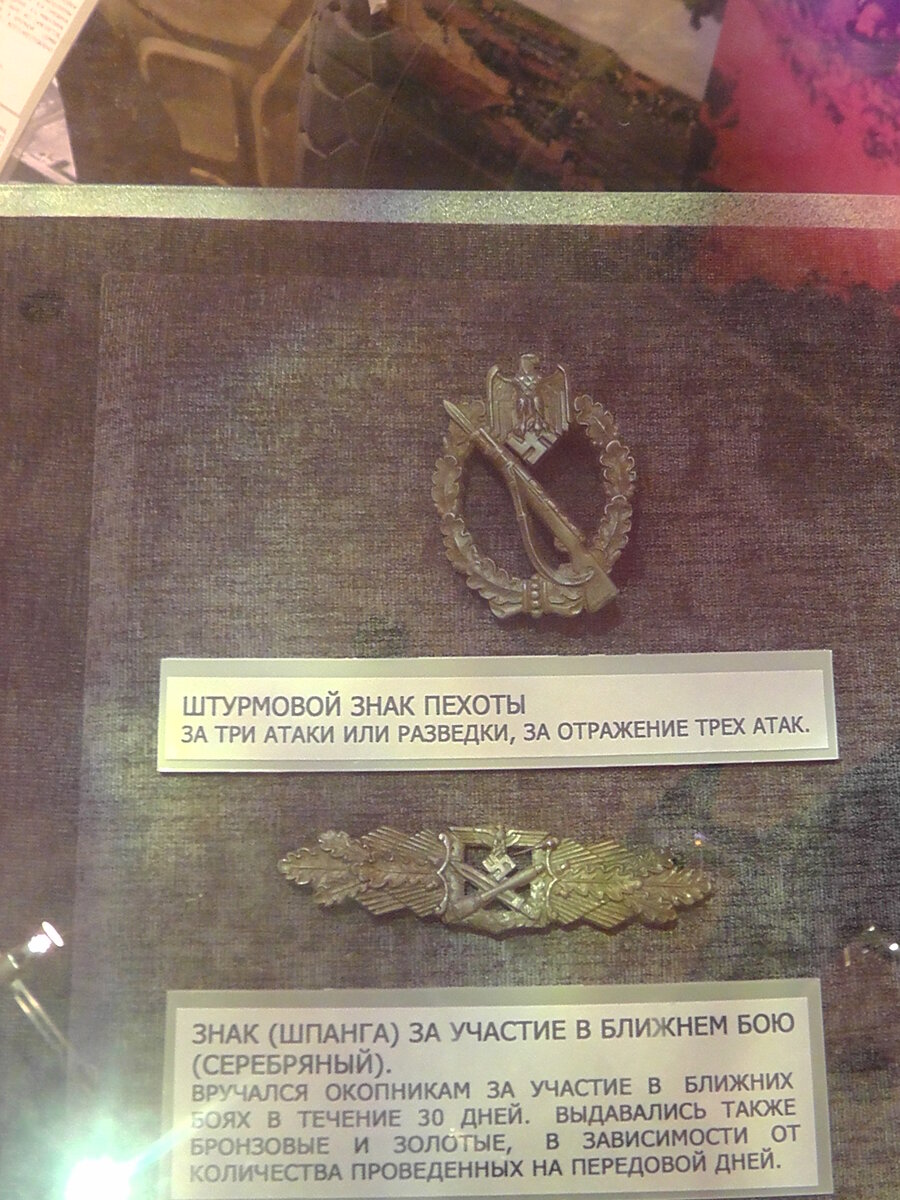 ШТУРМОВОЙ ЗНАК ПЕХОТЫ
ЗА ТРИ АТАКИ ИЛИ РАЗВЕДКИ, ЗА ОТРАЖЕНИЕ ТРЕХ АТАК.
ЗНАК (ШПАНГА) ЗА УЧАСТИЕ В БЛИЖНЕМ БОЮ
(СЕРЕБРЯНЫЙ).
ВРУЧАЛСЯ ОКОПНИКАМ ЗА УЧАСТИЕ В БЛИЖНИХ
БОЯХ В ТЕЧЕНИЕ 30 ДНЕЙ. ВЫДАВАЛИСЬ ТАКЖЕ
БРОНЗОВЫЕ И ЗОЛОТЫЕ, В ЗАВИСИМОСТИ ОТ
КОЛИЧЕСТВА ПРОВЕДЕННЫХ НА ПЕРЕДОВОЙ ДНЕЙ.